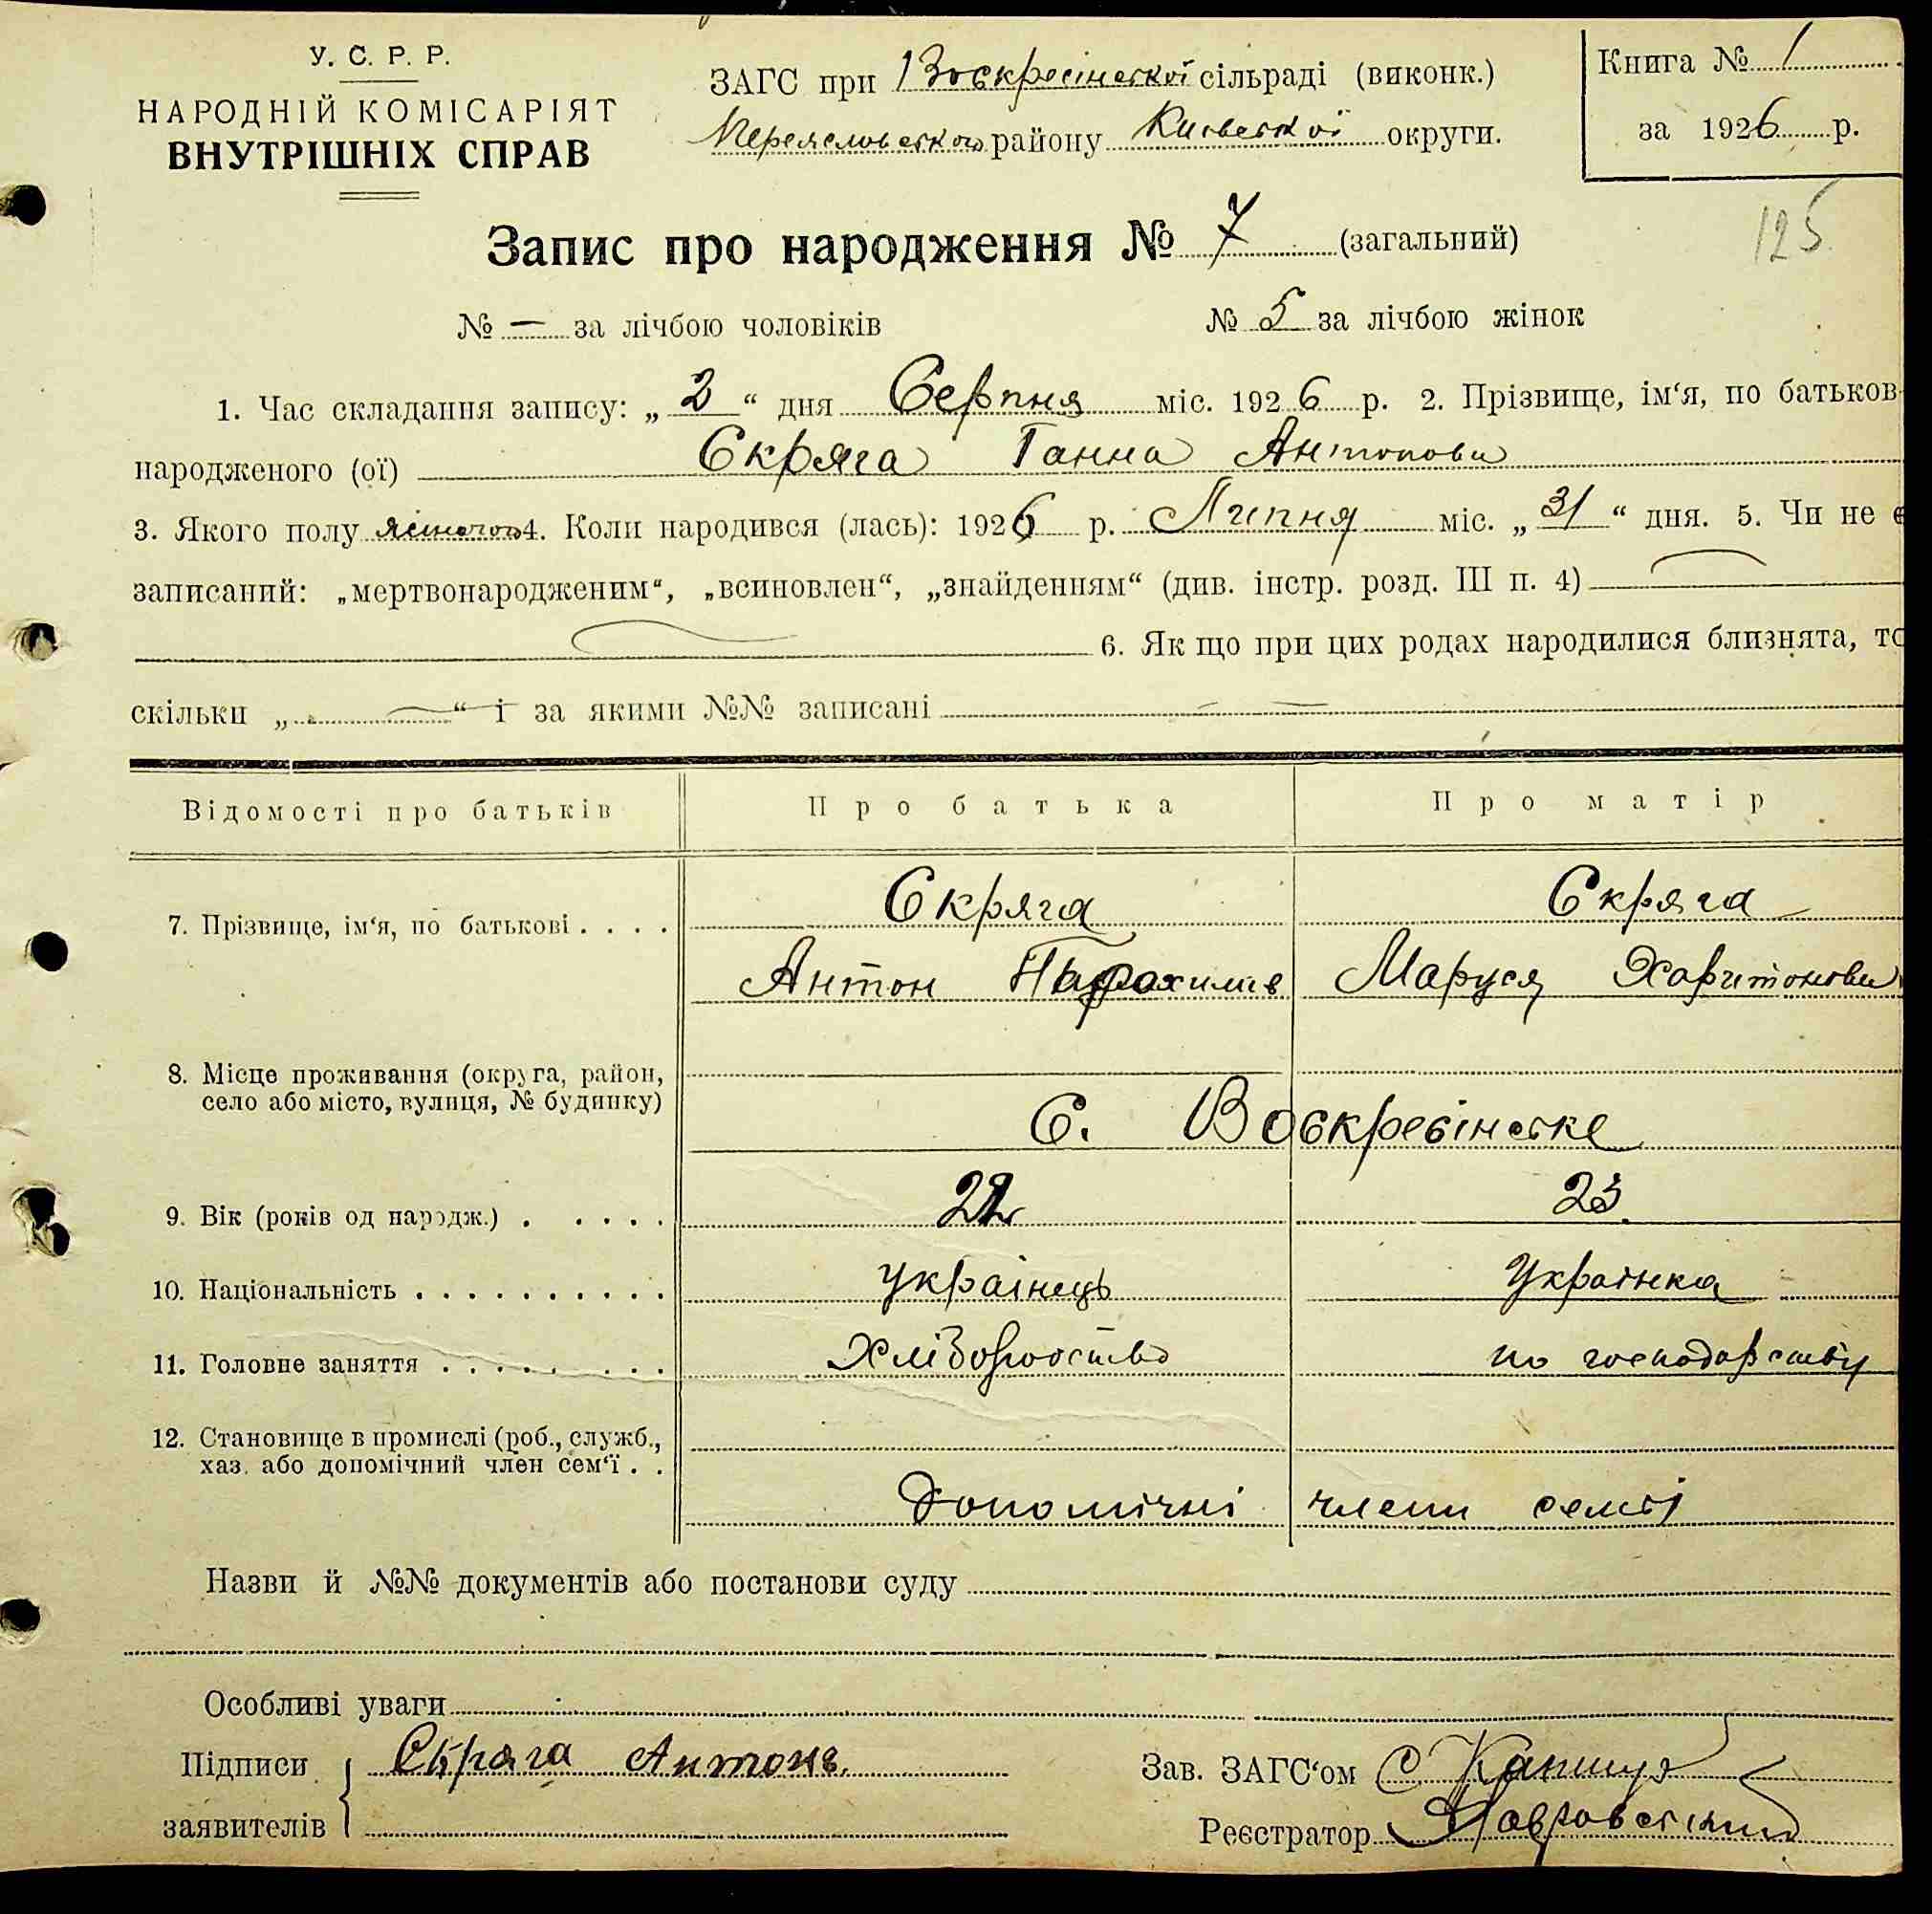 У. С. Р. Р.
НАРОДНІЙ КОМІСАРІЯТ
ВНУТРІШНІХ СПРАВ
ЗАГС при Воскресінської сільраді (виконк.)
Переяславського району Київської округи.
Книга № 1
за 1926 р.
125
Запис про народження № 7 (загальний)
№ — за лічбою чоловіків № 5 за лічбою жінок
1. Час складання запису: „ 2 “ дня Серпня міс. 1926 р. 2. Прізвище, ім‘я, по батьков-
народженого (ої) Скряга Ганна Антонови
3. Якого полу жіночого 4. Коли народився (лась): 1926 р. Липня міс. „ 31 “ дня. 5. Чи не є
записаний: „мертвонародженим“, „всиновлен“, „знайденням“ (див. інстр. розд. III п. 4)
6. Як що при цих родах народилися близнята, то
скільки „ — “ і за якими №№ записані — —
Відомості про батьків Про батька Про матір
7. Прізвище, ім‘я, по батькові . . . . Скряга Скряга
Антон Маруся Харитонови
8. Місце проживання (округа, район,
село або місто, вулиця, № будинку)
С. Воскресінське
9. Вік (років од народж.) . . . . . 23.
10. Національність . . . . . . . . . . українець Українка
11. Головне заняття . . . . . . . . Хліборобство по господарству
12. Становище в промислі (роб., служб.,
хаз. або допомічний член сем‘ї . .
Допомічні члени семї
Назви й №№ документів або постанови суду
Особливі уваги
Підписи Скряга Антонъ.
заявителів
Зав. ЗАГС‘ом С.
Реєстратор